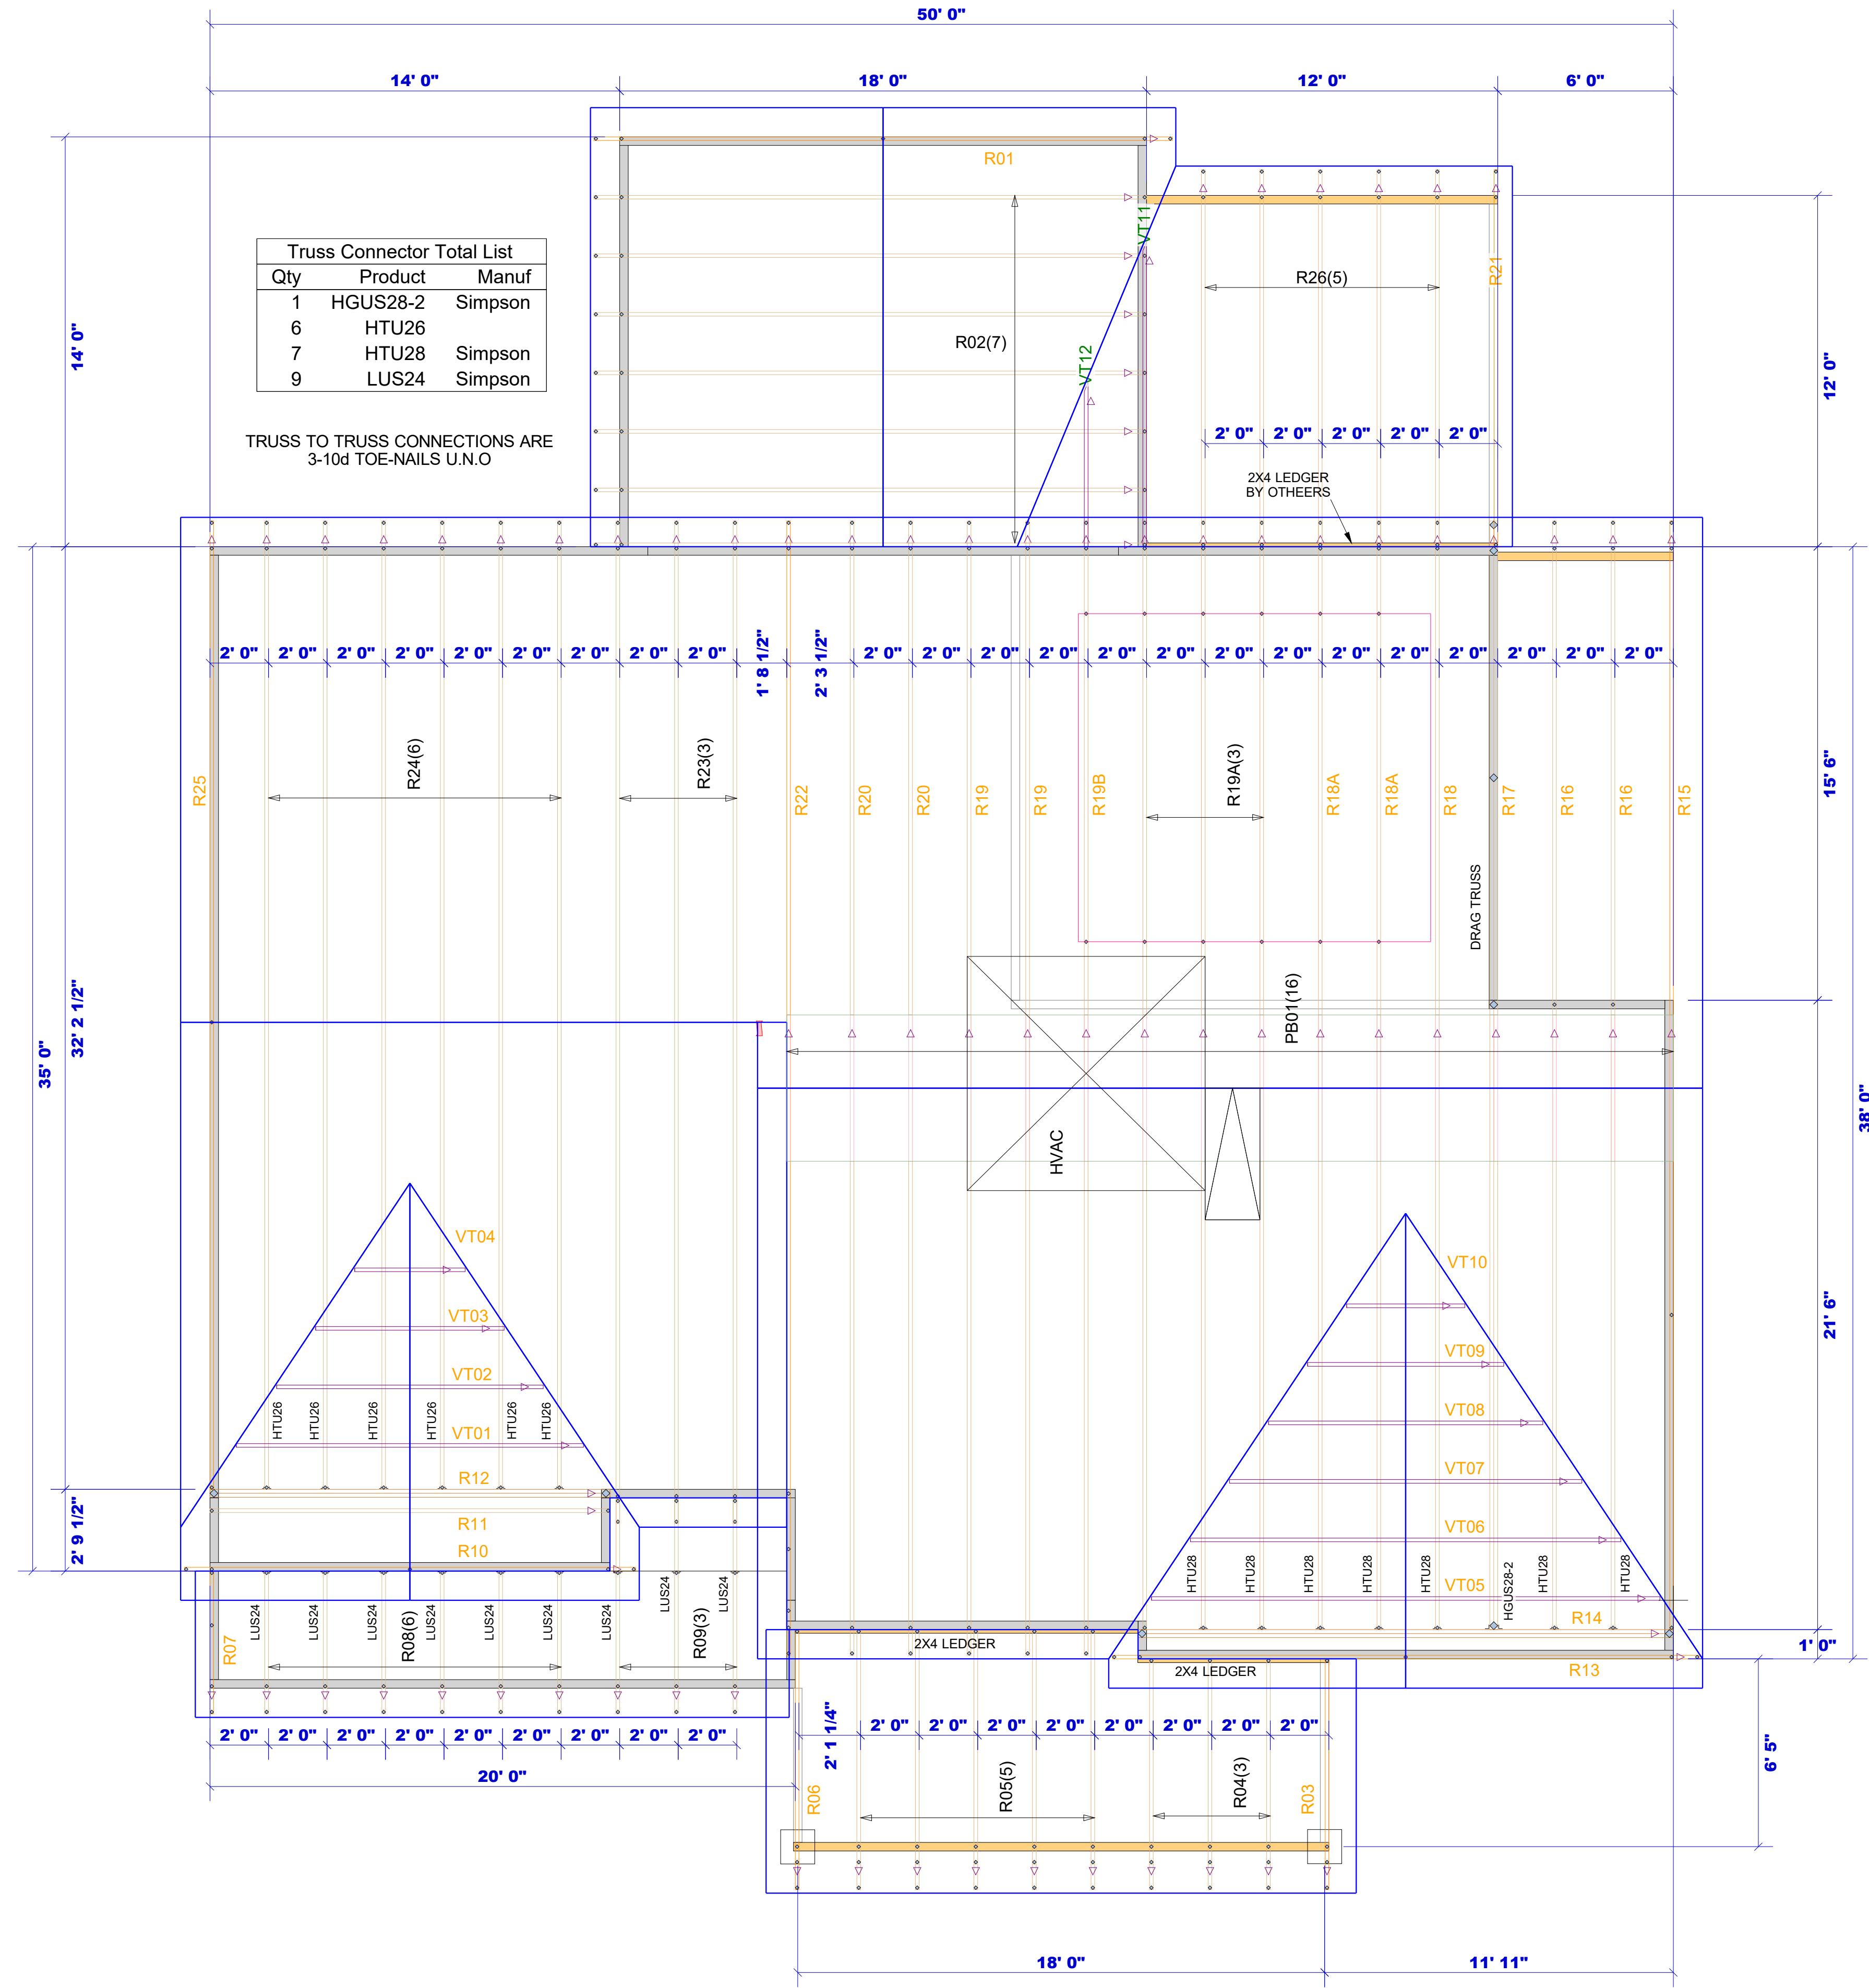 50' 0"
14' 0"
18' 0"
12' 0"
6' 0"
R01
Truss Connector Total List
Qty Product Manuf
1 HGUS28-2 Simpson
6 HTU26
7 HTU28 Simpson
9 LUS24 Simpson
TRUSS TO TRUSS CONNECTIONS ARE
3-10d TOE-NAILS U.N.O
14' 0"
R02(7)
VT11
VT12
R26(5)
R21
12' 0"
2' 0" 2' 0" 2' 0" 2' 0" 2' 0"
2X4 LEDGER
BY OTHEERS
2' 0" 2' 0" 2' 0" 2' 0" 2' 0" 2' 0" 2' 0" 2' 0" 2' 0" 1' 8 1/2" 2' 3 1/2" 2' 0" 2' 0" 2' 0" 2' 0" 2' 0" 2' 0" 2' 0" 2' 0" 2' 0" 2' 0" 2' 0" 2' 0" 2' 0" 2' 0"
R25
R24(6)
R23(3)
R22
R20
R20
R19
R19
R19B
R19A(3)
R18A
R18A
R18
R17
R16
R16
R15
15' 6"
DRAG TRUSS
PB01(16)
HVAC
35' 0"
32' 2 1/2"
38' 0"
21' 6"
VT04
VT03
VT02
HTU26 HTU26 HTU26 HTU26 HTU26 HTU26
VT01
R12
R11
R10
2' 9 1/2"
VT10
VT09
VT08
VT07
VT06
HTU28 HTU28 HTU28 HTU28 HTU28 HGUS28-2 HTU28 HTU28
VT05
R14
R13
1' 0"
2X4 LEDGER
2X4 LEDGER
R07
LUS24 LUS24 LUS24 LUS24 LUS24 LUS24 LUS24 LUS24 LUS24
R08(6)
R09(3)
2' 0" 2' 0" 2' 0" 2' 0" 2' 0" 2' 0" 2' 0" 2' 0" 2' 0"
20' 0"
2' 1 1/4" 2' 0" 2' 0" 2' 0" 2' 0" 2' 0" 2' 0" 2' 0" 2' 0"
R06
R05(5)
R04(3)
R03
6' 5"
18' 0"
11' 11"